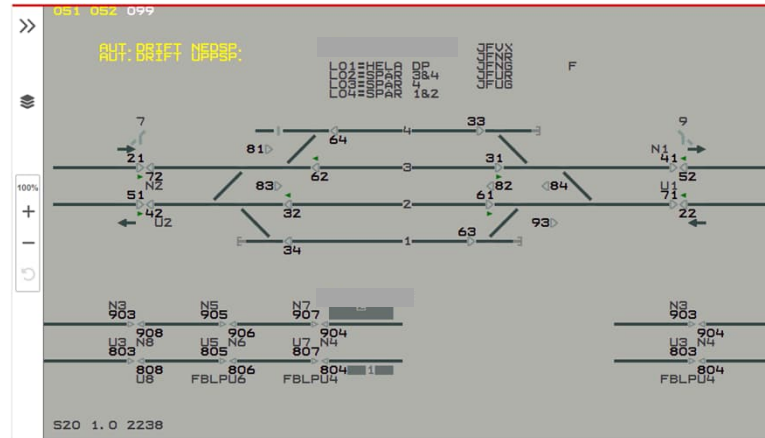 OS1 OS2 O99
AUT: DRIFT NEDSP:
AUT: DRIFT UPPSP:
JFVX
JFNR
LO1=HELA DP JFNG F
LO2=SPAR 3&4 JFUR
LO3=SPAR 4 JFUG
LO4=SPAR 1&2
7 33 9
4
64
81 N1
21 31 41
3
72 62 52
N2 83 82 84 U1
51 61 71
2
42 32 22
U2 93
63
1
34
100%
N3 N5 N7 2 N3
903 905 907 903
908 906 904 904
U3 N8 U5 N6 U7 N4 U3 N4
803 805 807 803
808 804 1 804
U8 FBLPU6 FBLPU4 FBLPU4
S20 1.0 2238